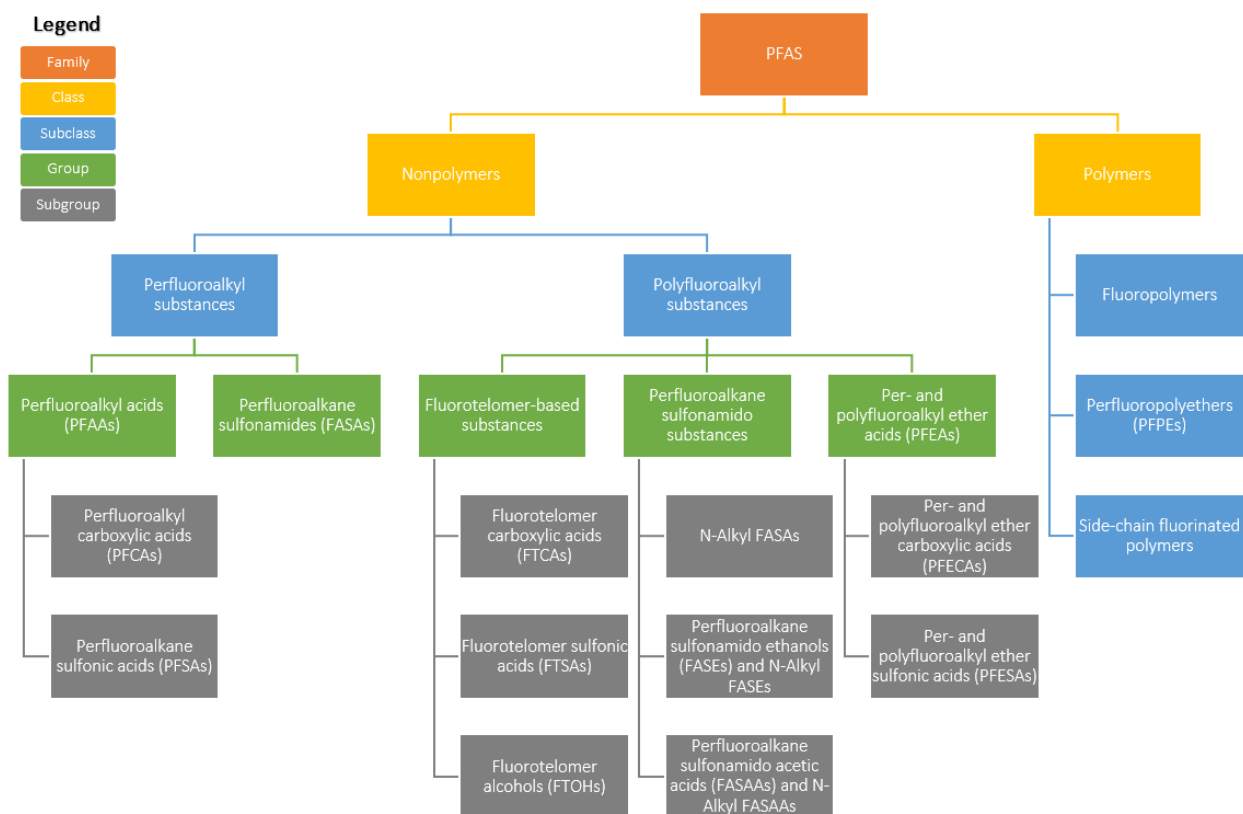 Legend
Family
Class
Subclass
Group
Subgroup
PFAS
Nonpolymers
Polymers
Perfluoroalkyl
substances
Polyfluoroalkyl
substances
Fluoropolymers
Perfluoroalkyl acids
(PFAAs)
Perfluoroalkane
sulfonamides (FASAs)
Fluorotelomer-based
substances
Perfluoroalkane
sulfonamido
substances
Per- and
polyfluoroalkyl ether
acids (PFEAs)
Perfluoropolyethers
(PFPEs)
Perfluoroalkyl
carboxylic acids
(PFCAs)
Fluorotelomer
carboxylic acids
(FTCAs)
N-Alkyl FASAs
Per- and
polyfluoroalkyl ether
carboxylic acids
(PFECAs)
Side-chain fluorinated
polymers
Perfluoroalkane
sulfonic acids (PFSAs)
Fluorotelomer sulfonic
acids (FTSAs)
Perfluoroalkane
sulfonamido ethanols
(FASEs) and N-Alkyl
FASEs
Per- and
polyfluoroalkyl ether
sulfonic acids (PFESAs)
Fluorotelomer
alcohols (FTOHs)
Perfluoroalkane
sulfonamido acetic
acids (FASAAs) and N-
Alkyl FASAAs